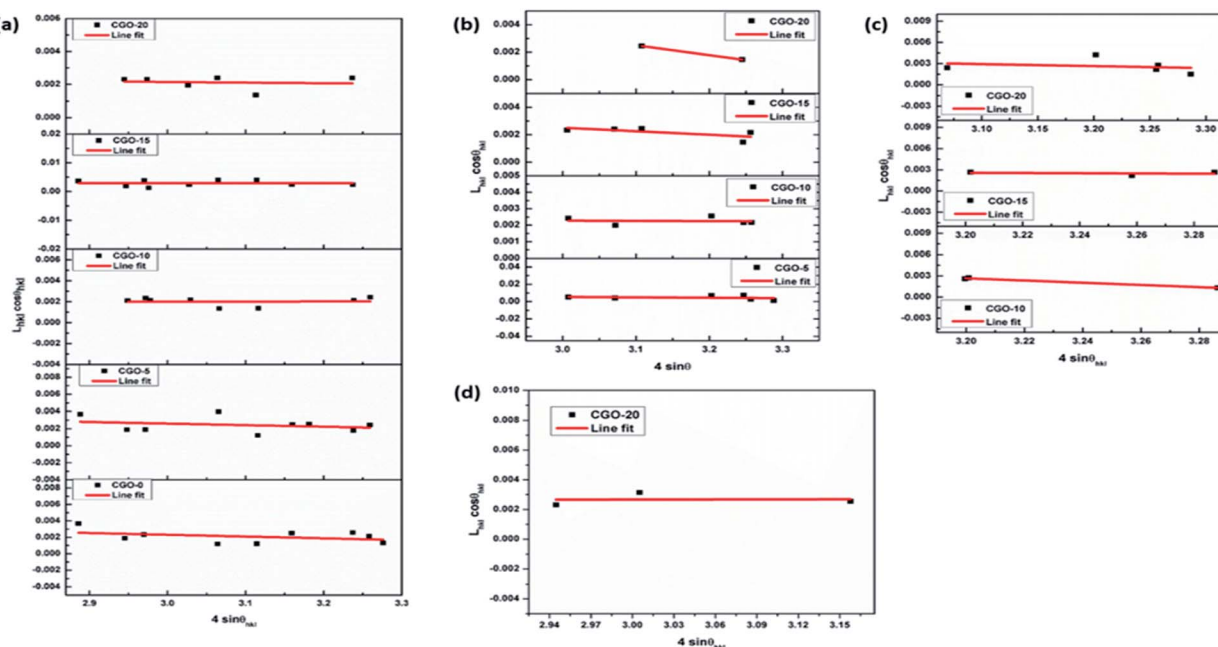 (a)
0.006
0.004
0.002
0.000
CGO-20
Line fit
0.02
0.01
0.00
-0.01
-0.02
CGO-15
Line fit
0.006
0.004
0.002
0.000
-0.002
-0.004
CGO-10
Line fit
0.008
0.006
0.004
0.002
0.000
-0.002
-0.004
CGO-5
Line fit
0.008
0.006
0.004
0.002
0.000
-0.002
-0.004
CGO-0
Line fit
2.9 3.0 3.1 3.2 3.3
4 sinθhkl
Lhkl cosθhkl
(b)
0.004
0.002
0.000
CGO-20
Line fit
0.004
0.002
0.000
CGO-15
Line fit
0.005
0.004
0.003
0.002
0.001
0.000
CGO-10
Line fit
0.04
0.02
0.00
-0.02
-0.04
CGO-5
Line fit
3.0 3.1 3.2 3.3
4 sinθ
Lhkl cosθhkl
(c)
0.009
0.006
0.003
0.000
-0.003
CGO-20
Line fit
3.10 3.15 3.20 3.25 3.30
0.009
0.006
0.003
0.000
-0.003
CGO-15
Line fit
3.20 3.22 3.24 3.26 3.28
0.009
0.006
0.003
0.000
-0.003
CGO-10
Line fit
3.20 3.22 3.24 3.26 3.28
4 sinθhkl
Lhkl cosθhkl
(d)
0.010
0.008
0.006
0.004
0.002
0.000
-0.002
-0.004
CGO-20
Line fit
2.94 2.97 3.00 3.03 3.06 3.09 3.12 3.15
4 sinθhkl
Lhkl cosθhkl